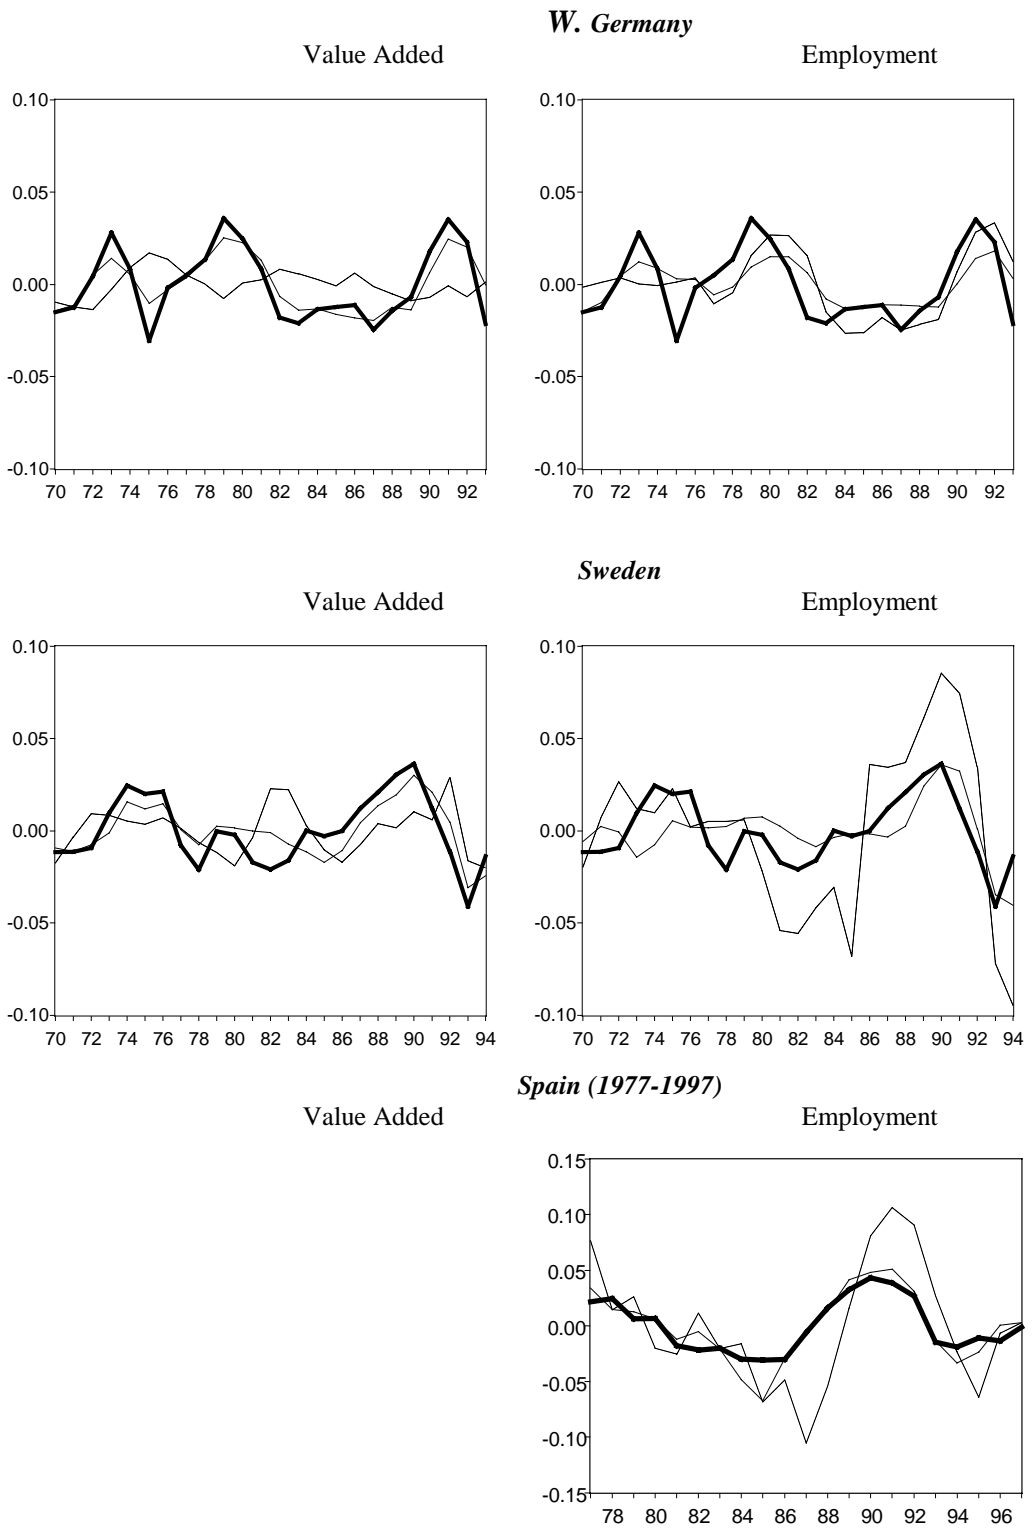 W. Germany
Value Added Employment
0.10 0.10
0.05 0.05
0.00 0.00
-0.05 -0.05
-0.10 -0.10
70 72 74 76 78 80 82 84 86 88 90 92 70 72 74 76 78 80 82 84 86 88 90 92
Sweden
Value Added Employment
0.10 0.10
0.05 0.05
0.00 0.00
-0.05 -0.05
-0.10 -0.10
70 72 74 76 78 80 82 84 86 88 90 92 94 70 72 74 76 78 80 82 84 86 88 90 92 94
Spain (1977-1997)
Value Added Employment
0.15
0.10
0.05
0.00
-0.05
-0.10
-0.15
78 80 82 84 86 88 90 92 94 96